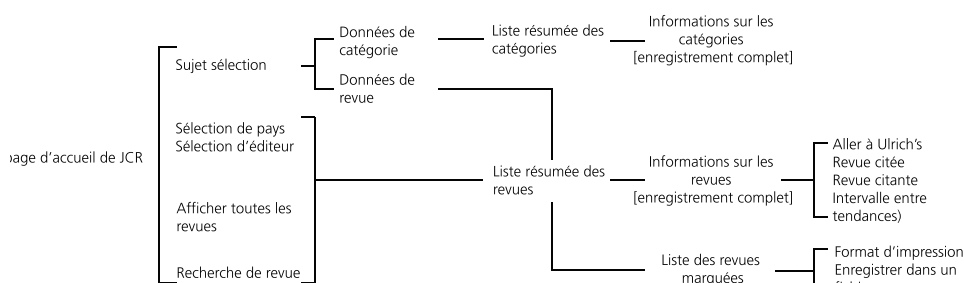 Données de
catégorie
Liste résumée des
catégories
Informations sur les
catégories
[enregistrement complet]
Sujet sélection
Données de
revue
Sélection de pays
Sélection d'éditeur
d'accueil de JCR
Liste résumée des
revues
Informations sur les
revues
[enregistrement complet]
Aller à Ulrich's
Revue citée
Revue citante
Intervalle entre
tendances)
Afficher toutes les
revues
Recherche de revue
Liste des revues
marquées
Format d'impression
Enregistrer dans un